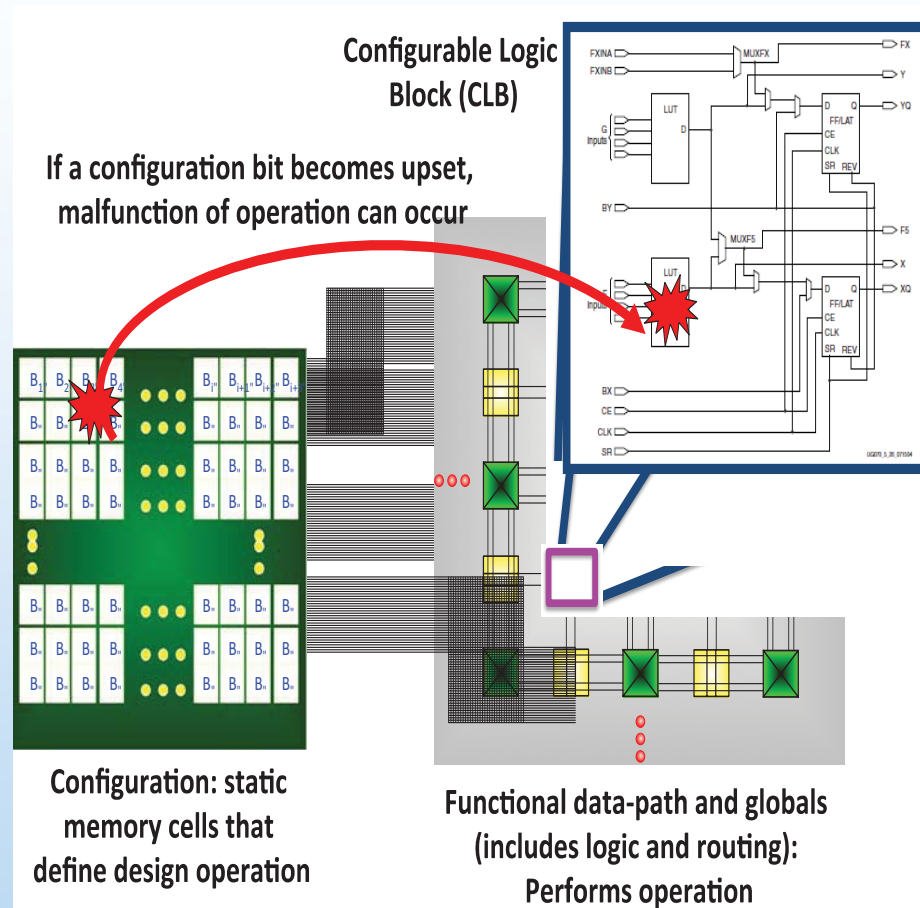 Configurable Logic
Block (CLB)
If a configuration bit becomes upset,
malfunction of operation can occur
FXINA
FXINB
MUXFX
FX
Y
LUT
D
G
Inputs
D Q
FF/LAT
CE
CLK
SR REV
YQ
BY
MUXF5
F5
X
LUT
D
Inputs
D Q
FF/LAT
CE
CLK
SR REV
XQ
BX
CE
CLK
SR
UG070_5_30_071504
Configuration: static
memory cells that
define design operation
Functional data-path and globals
(includes logic and routing):
Performs operation